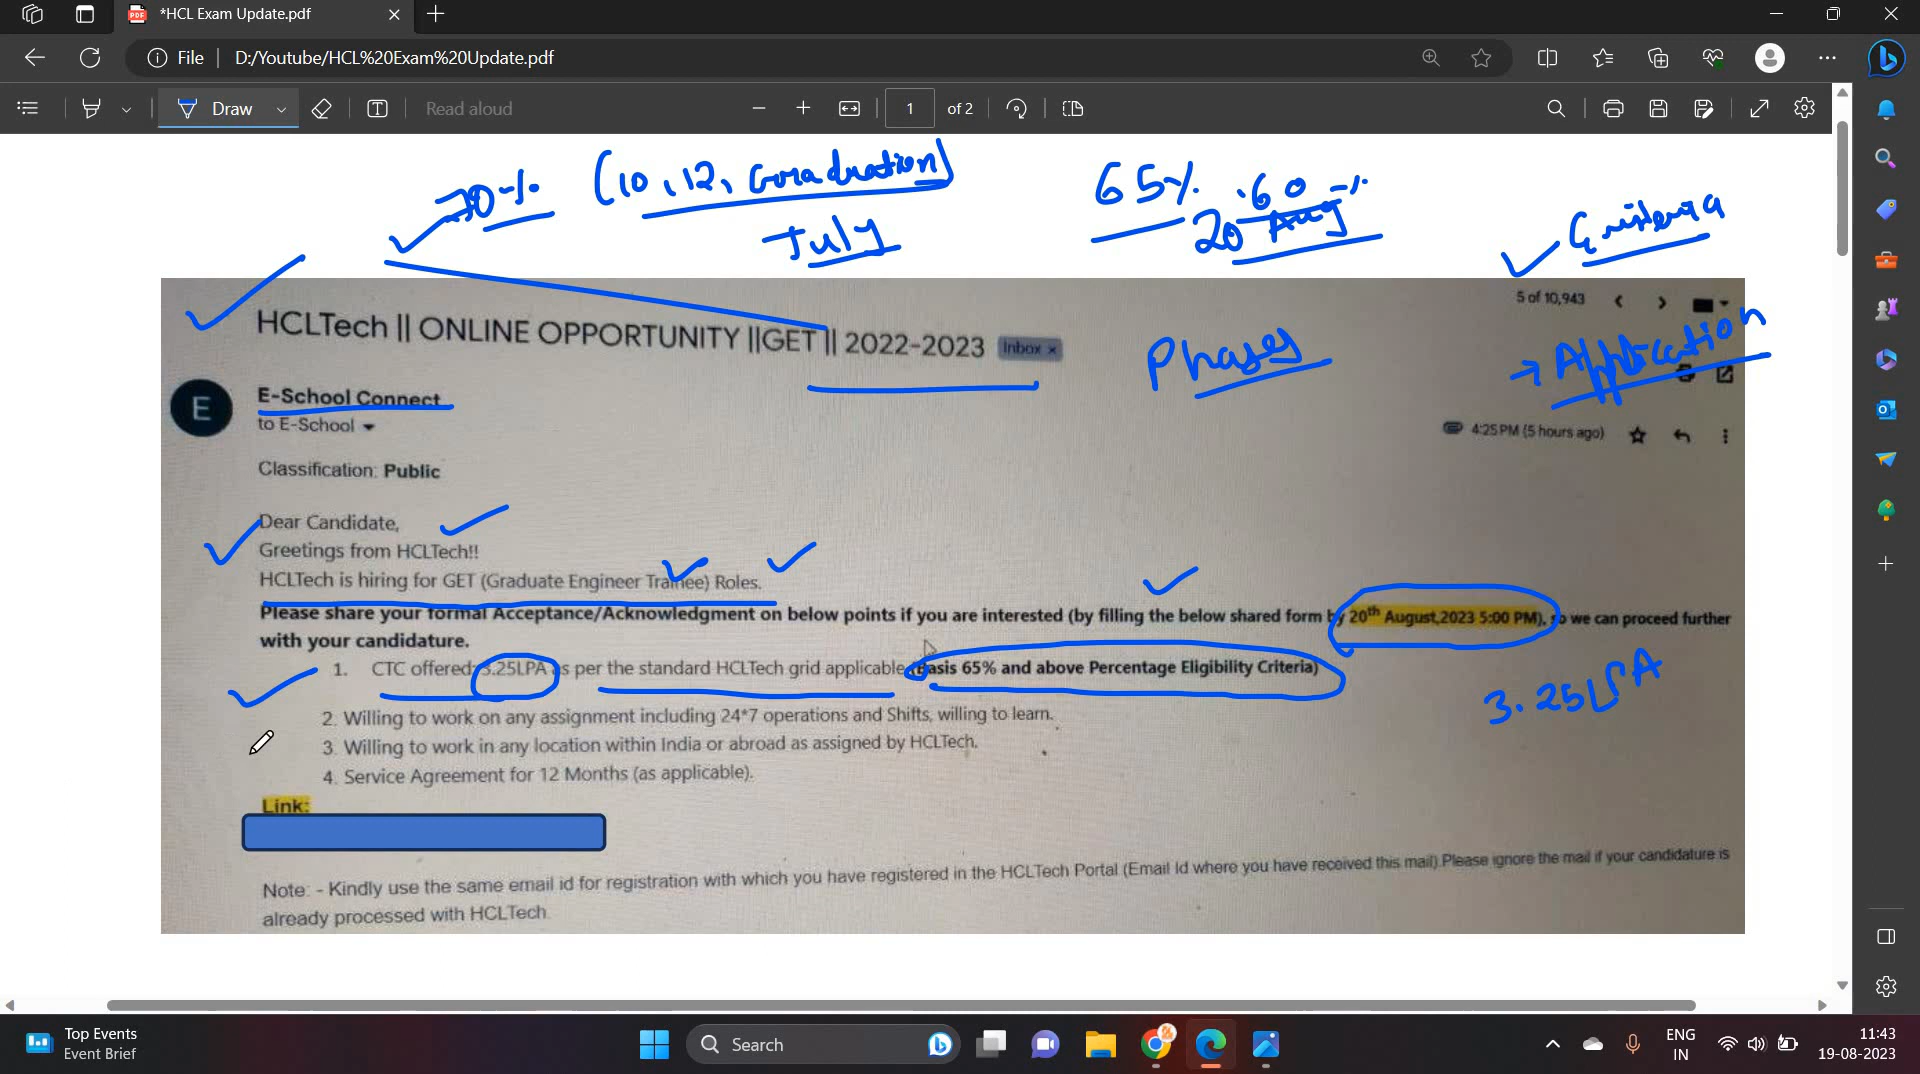 *HCL Exam Update.pdf
File
D:/Youtube/HCL%20Exam%20Update.pdf
Draw
Read aloud
1
of 2
70% (10, 12, Graduation) 65% 60%
July 20 Aug Criteria
5 of 10,943
HCLTech || ONLINE OPPORTUNITY ||GET || 2022-2023 Inbox ×
Phases → Application
E E-School Connect
to E-School
4:25 PM (5 hours ago)
Classification: Public
Dear Candidate,
Greetings from HCLTech!!
HCLTech is hiring for GET (Graduate Engineer Trainee) Roles.
Please share your formal Acceptance/Acknowledgment on below points if you are interested (by filling the below shared form by 20th August,2023 5:00 PM), so we can proceed further
with your candidature.
1. CTC offered: 3.25LPA as per the standard HCLTech grid applicable (Basis 65% and above Percentage Eligibility Criteria)
3.25LPA
2. Willing to work on any assignment including 24*7 operations and Shifts, willing to learn.
3. Willing to work in any location within India or abroad as assigned by HCLTech.
4. Service Agreement for 12 Months (as applicable).
Link:
Note: - Kindly use the same email id for registration with which you have registered in the HCLTech Portal (Email Id where you have received this mail) Please ignore the mail if your candidature is
already processed with HCLTech.
Top Events
Event Brief
Search
ENG
IN
11:43
19-08-2023